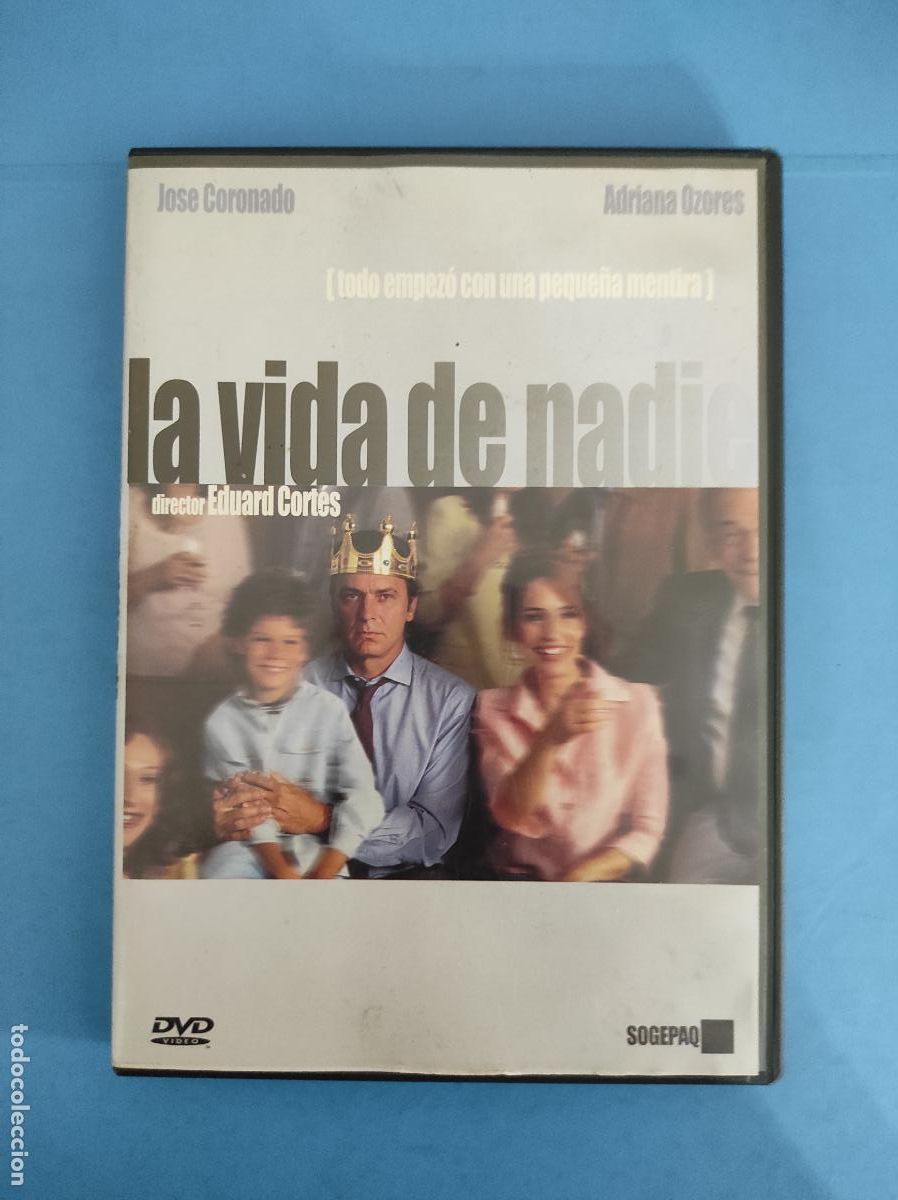 Jose Coronado
Adriana Ozores
[ todo empezó con una pequeña mentira ]
la vida de nadie
director Eduard Cortés
DVD
VIDEO
SOGEPAQ
todocoleccion